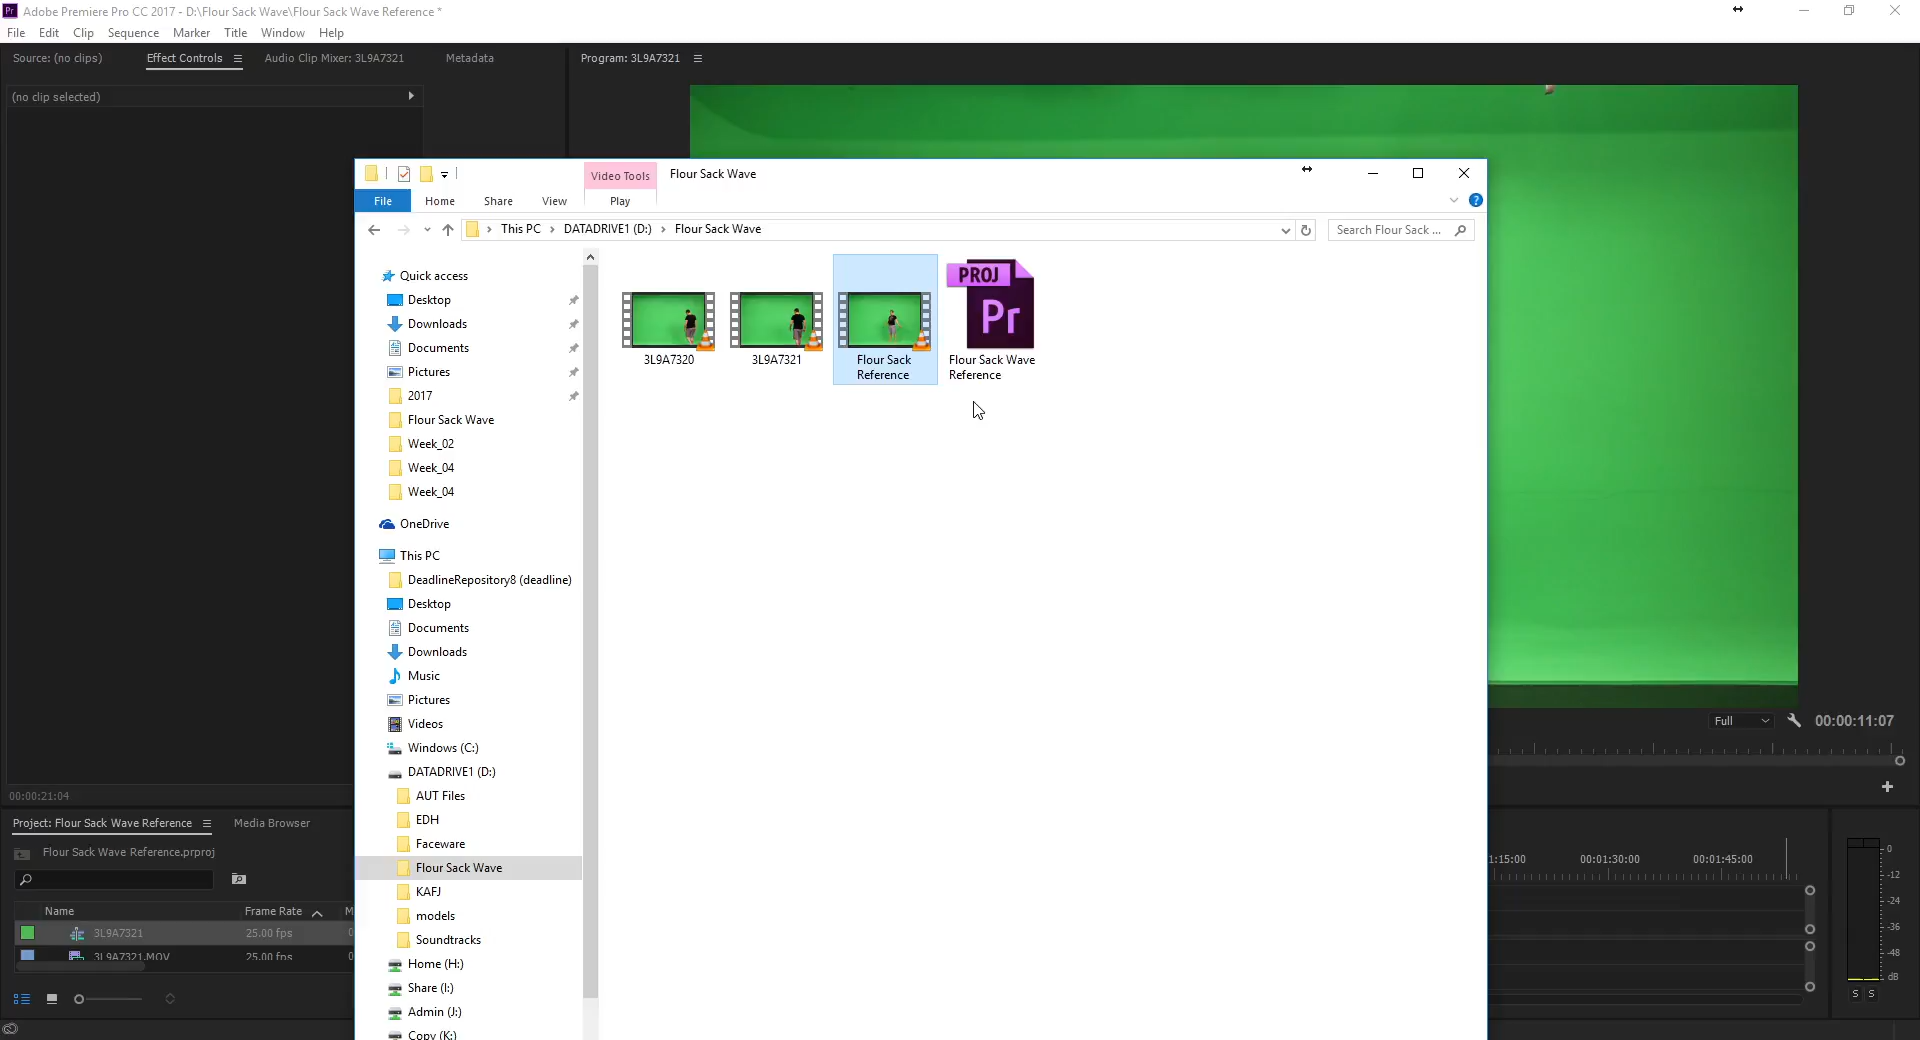 Pr Adobe Premiere Pro CC 2017 - D:\Flour Sack Wave\Flour Sack Wave Reference *
File Edit Clip Sequence Marker Title Window Help
Source: (no clips) Effect Controls Audio Clip Mixer: 3L9A7321 Metadata Program: 3L9A7321
(no clip selected)
Video Tools Flour Sack Wave
File Home Share View Play
This PC DATADRIVE1 (D:) Flour Sack Wave Search Flour Sack ...
Quick access
Desktop
Downloads
Documents
Pictures
2017
Flour Sack Wave
Week_02
Week_04
Week_04
OneDrive
This PC
DeadlineRepository8 (deadline)
Desktop
Documents
Downloads
Music
Pictures
Videos
Windows (C:)
DATADRIVE1 (D:)
AUT Files
EDH
Faceware
Flour Sack Wave
KAFJ
models
Soundtracks
Home (H:)
Share (I:)
Admin (J:)
Copy (K:)
PROJ
Pr
3L9A7320 3L9A7321 Flour Sack Reference Flour Sack Wave Reference
Full 00:00:11:07
00:00:21:04
Project: Flour Sack Wave Reference Media Browser
Flour Sack Wave Reference.prproj
Name Frame Rate M
3L9A7321 25.00 fps 0
3L9A7321.MOV 25.00 fps 0
1:15:00 00:01:30:00 00:01:45:00
0
-12
-24
-36
-48
dB
S S